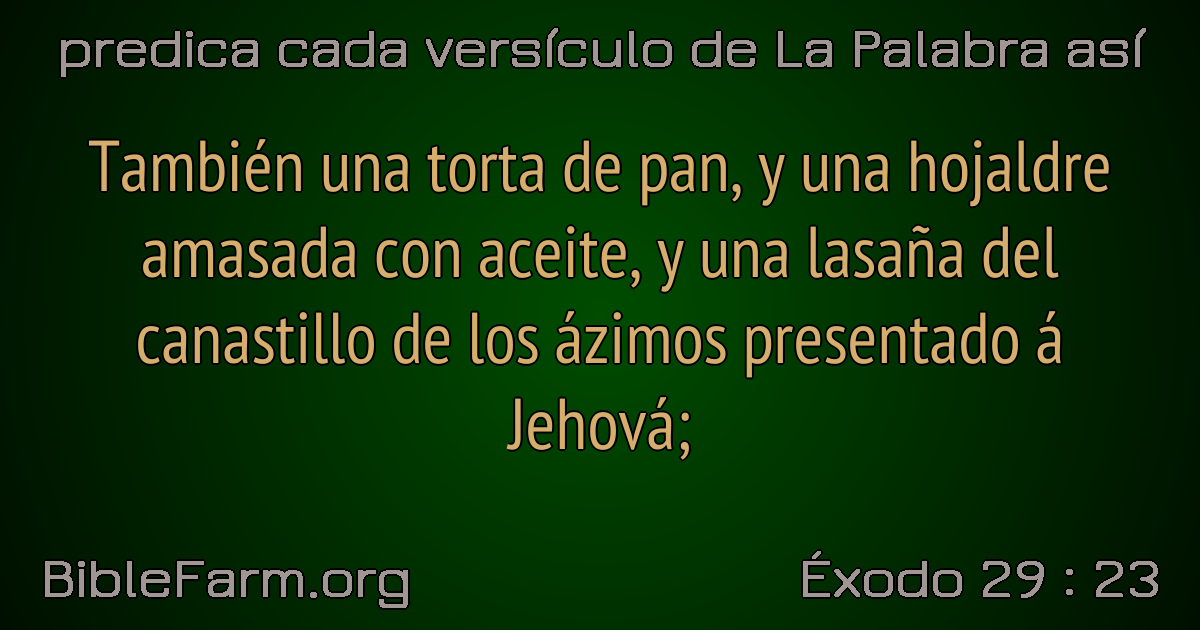 predica cada versículo de La Palabra así
También una torta de pan, y una hojaldre
amasada con aceite, y una lasaña del
canastillo de los ázimos presentado á
Jehová;
BibleFarm.org
Éxodo 29 : 23